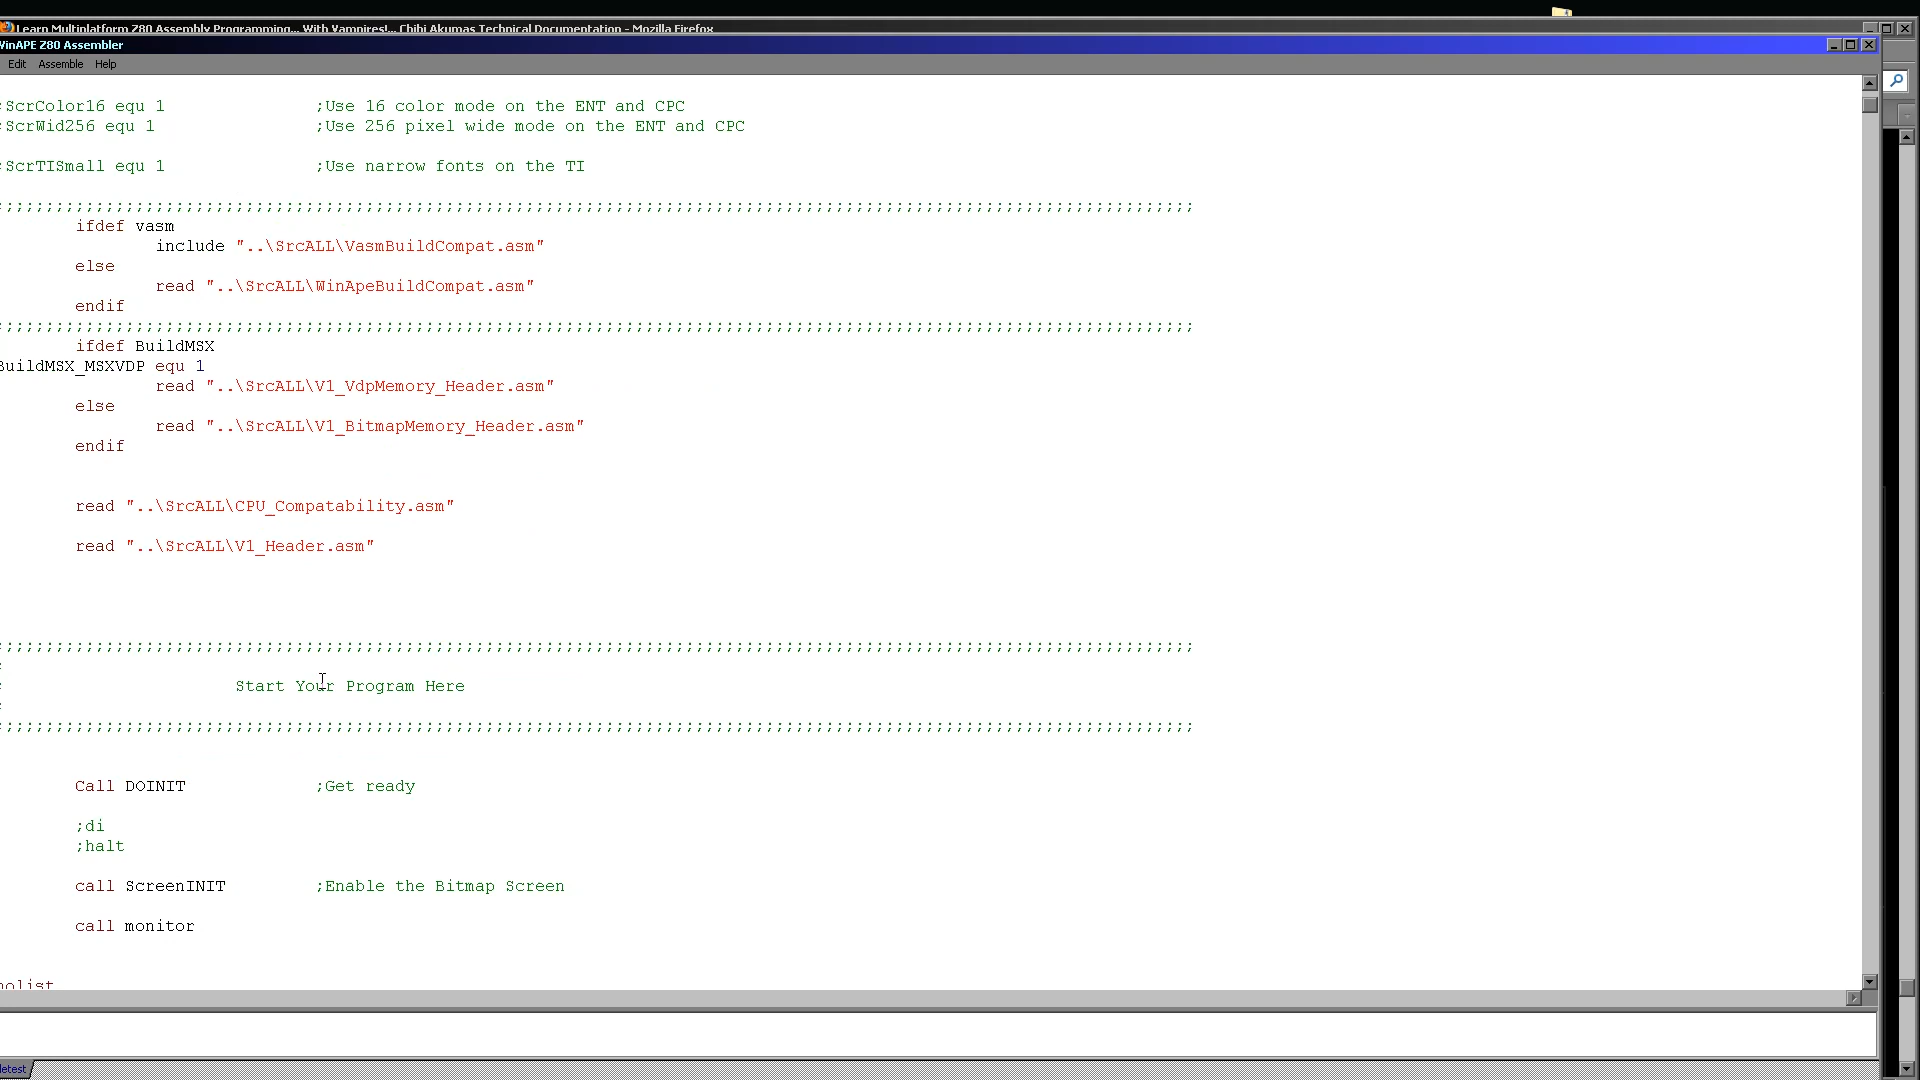 Learn Multiplatform Z80 Assembly Programming... With Vampires!... Chibi Akumas Technical Documentation - Mozilla Firefox
WinAPE Z80 Assembler
Edit Assemble Help
;ScrColor16 equ 1 ;Use 16 color mode on the ENT and CPC
;ScrWid256 equ 1 ;Use 256 pixel wide mode on the ENT and CPC
;ScrTISmall equ 1 ;Use narrow fonts on the TI
;;;;;;;;;;;;;;;;;;;;;;;;;;;;;;;;;;;;;;;;;;;;;;;;;;;;;;;;;;;;;;;;;;;;;;;;;;;;;;;;;;;;;;;;;;;;;;;;;;;;;;;;;;;;;;;;;;;;;;;;
ifdef vasm
include "..\SrcALL\VasmBuildCompat.asm"
else
read "..\SrcALL\WinApeBuildCompat.asm"
endif
;;;;;;;;;;;;;;;;;;;;;;;;;;;;;;;;;;;;;;;;;;;;;;;;;;;;;;;;;;;;;;;;;;;;;;;;;;;;;;;;;;;;;;;;;;;;;;;;;;;;;;;;;;;;;;;;;;;;;;;;
ifdef BuildMSX
BuildMSX_MSXVDP equ 1
read "..\SrcALL\V1_VdpMemory_Header.asm"
else
read "..\SrcALL\V1_BitmapMemory_Header.asm"
endif
read "..\SrcALL\CPU_Compatability.asm"
read "..\SrcALL\V1_Header.asm"
;;;;;;;;;;;;;;;;;;;;;;;;;;;;;;;;;;;;;;;;;;;;;;;;;;;;;;;;;;;;;;;;;;;;;;;;;;;;;;;;;;;;;;;;;;;;;;;;;;;;;;;;;;;;;;;;;;;;;;;;
;
; Start Your Program Here
;
;;;;;;;;;;;;;;;;;;;;;;;;;;;;;;;;;;;;;;;;;;;;;;;;;;;;;;;;;;;;;;;;;;;;;;;;;;;;;;;;;;;;;;;;;;;;;;;;;;;;;;;;;;;;;;;;;;;;;;;;
Call DOINIT ;Get ready
;di
;halt
call ScreenINIT ;Enable the Bitmap Screen
call monitor
nolist
letest